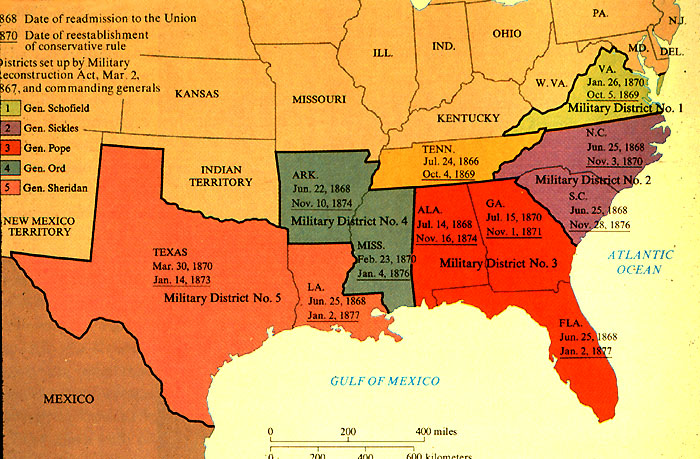 868 Date of readmission to the Union
870 Date of reestablishment
of conservative rule
Districts set up by Military
Reconstruction Act, Mar. 2,
1867, and commanding generals
1 Gen. Schofield
2 Gen. Sickles
3 Gen. Pope
4 Gen. Ord
5 Gen. Sheridan
PA.
N.J.
OHIO
ILL.
IND.
MD.
DEL.
W. VA.
VA.
Jan. 26, 1870
Oct. 5, 1869
Military District No. 1
KANSAS
MISSOURI
KENTUCKY
TENN.
Jul. 24, 1866
Oct. 4, 1869
N.C.
Jun. 25, 1868
Nov. 3, 1870
Military District No. 2
S.C.
Jun. 25, 1868
Nov. 28, 1876
INDIAN
TERRITORY
ARK.
Jun. 22, 1868
Nov. 10, 1874
Military District No. 4
MISS.
Feb. 23, 1870
Jan. 4, 1876
ALA.
Jul. 14, 1868
Nov. 16, 1874
GA.
Jul. 15, 1870
Nov. 1, 1871
Military District No. 3
NEW MEXICO
TERRITORY
TEXAS
Mar. 30, 1870
Jan. 14, 1873
Military District No. 5
LA.
Jun. 25, 1868
Jan. 2, 1877
FLA.
Jun. 25, 1868
Jan. 2, 1877
ATLANTIC
OCEAN
GULF OF MEXICO
MEXICO
0 200 400 miles
0 200 400 600 kilometers